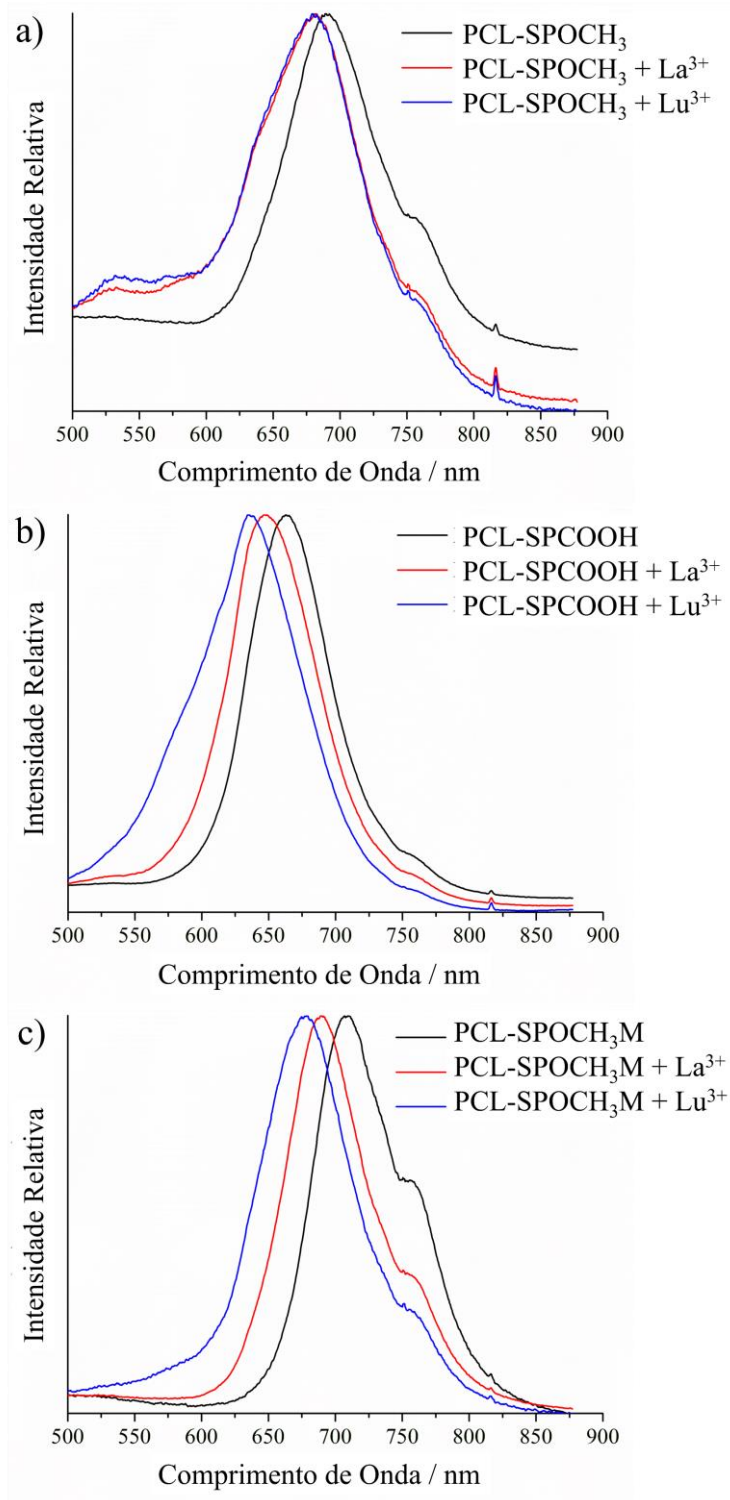 a)
PCL-SPOCH₃
PCL-SPOCH₃ + La³⁺
PCL-SPOCH₃ + Lu³⁺
Intensidade Relativa
500 550 600 650 700 750 800 850 900
Comprimento de Onda / nm
b)
PCL-SPCOOH
PCL-SPCOOH + La³⁺
PCL-SPCOOH + Lu³⁺
Intensidade Relativa
500 550 600 650 700 750 800 850 900
Comprimento de Onda / nm
c)
PCL-SPOCH₃M
PCL-SPOCH₃M + La³⁺
PCL-SPOCH₃M + Lu³⁺
Intensidade Relativa
500 550 600 650 700 750 800 850 900
Comprimento de Onda / nm